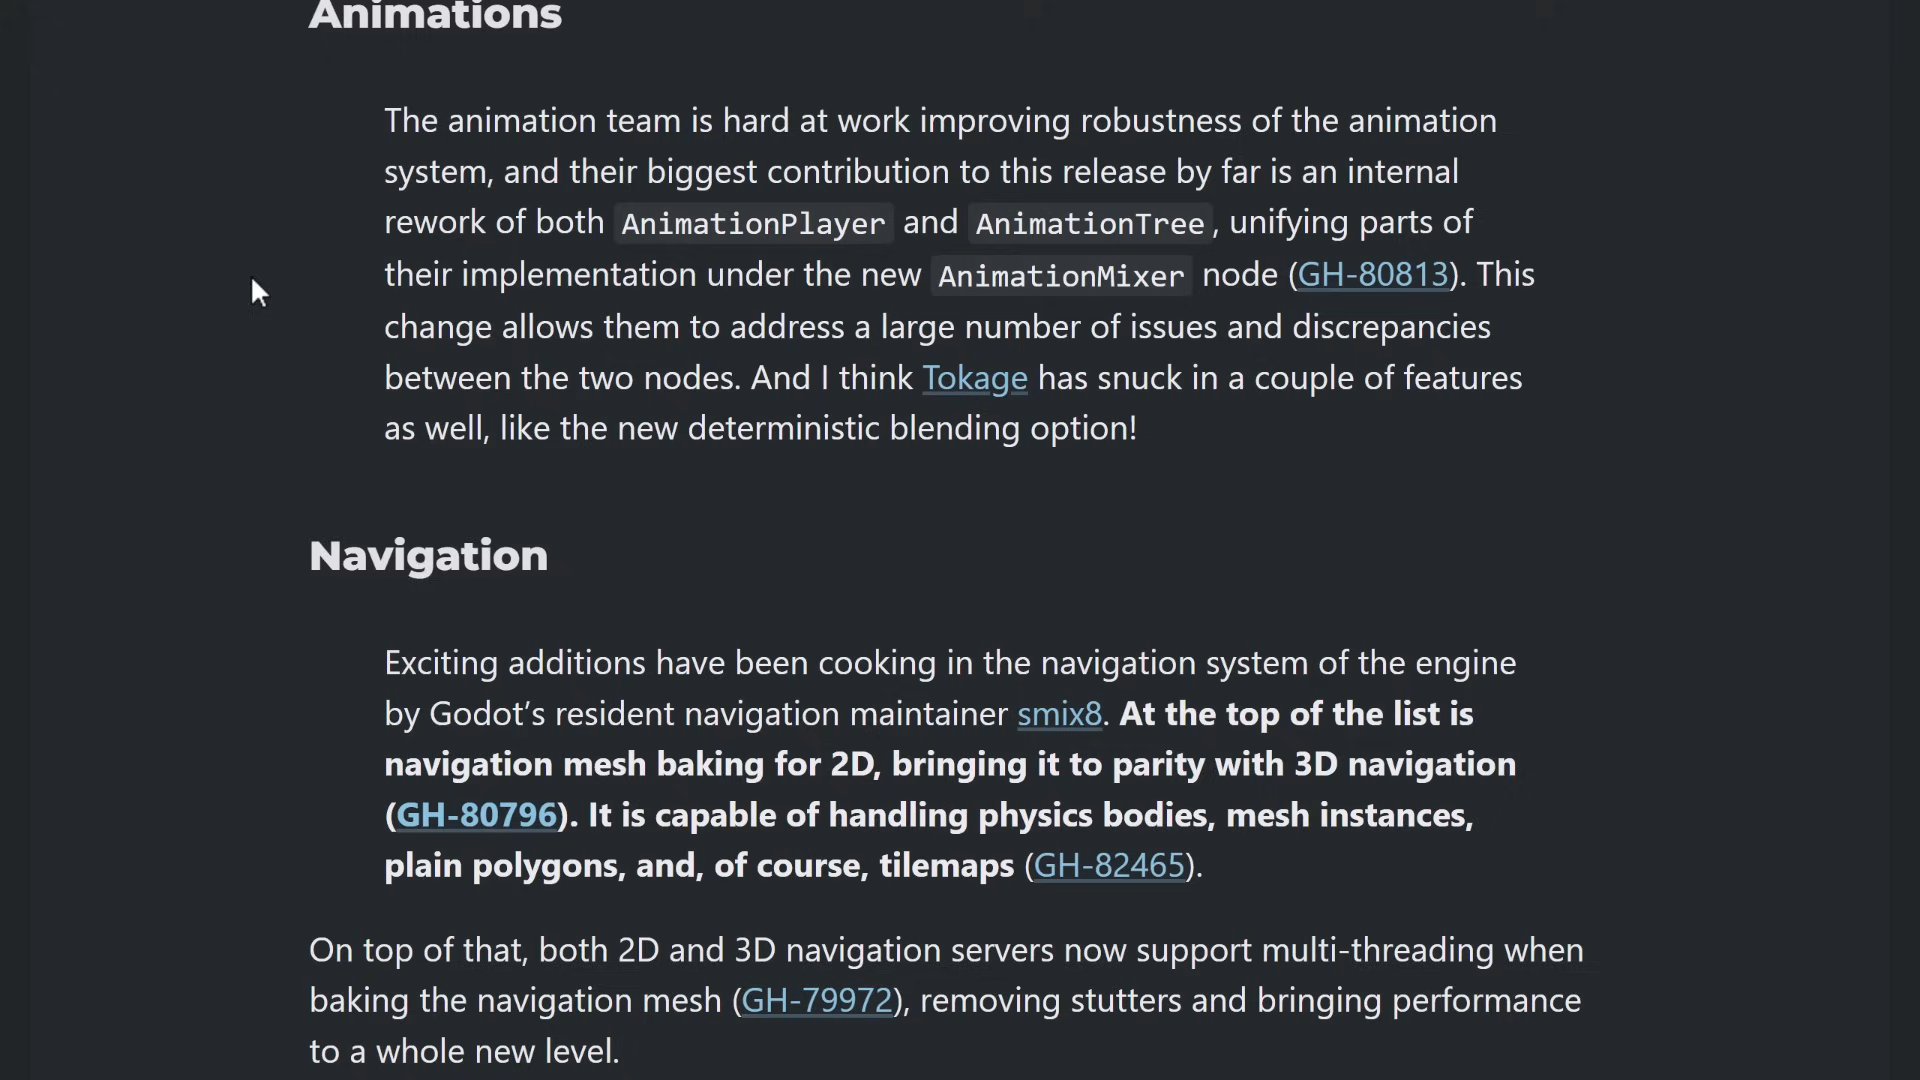 Animations
The animation team is hard at work improving robustness of the animation
system, and their biggest contribution to this release by far is an internal
rework of both AnimationPlayer and AnimationTree, unifying parts of
their implementation under the new AnimationMixer node (GH-80813). This
change allows them to address a large number of issues and discrepancies
between the two nodes. And I think Tokage has snuck in a couple of features
as well, like the new deterministic blending option!
Navigation
Exciting additions have been cooking in the navigation system of the engine
by Godot’s resident navigation maintainer smix8. At the top of the list is
navigation mesh baking for 2D, bringing it to parity with 3D navigation
(GH-80796). It is capable of handling physics bodies, mesh instances,
plain polygons, and, of course, tilemaps (GH-82465).
On top of that, both 2D and 3D navigation servers now support multi-threading when
baking the navigation mesh (GH-79972), removing stutters and bringing performance
to a whole new level.